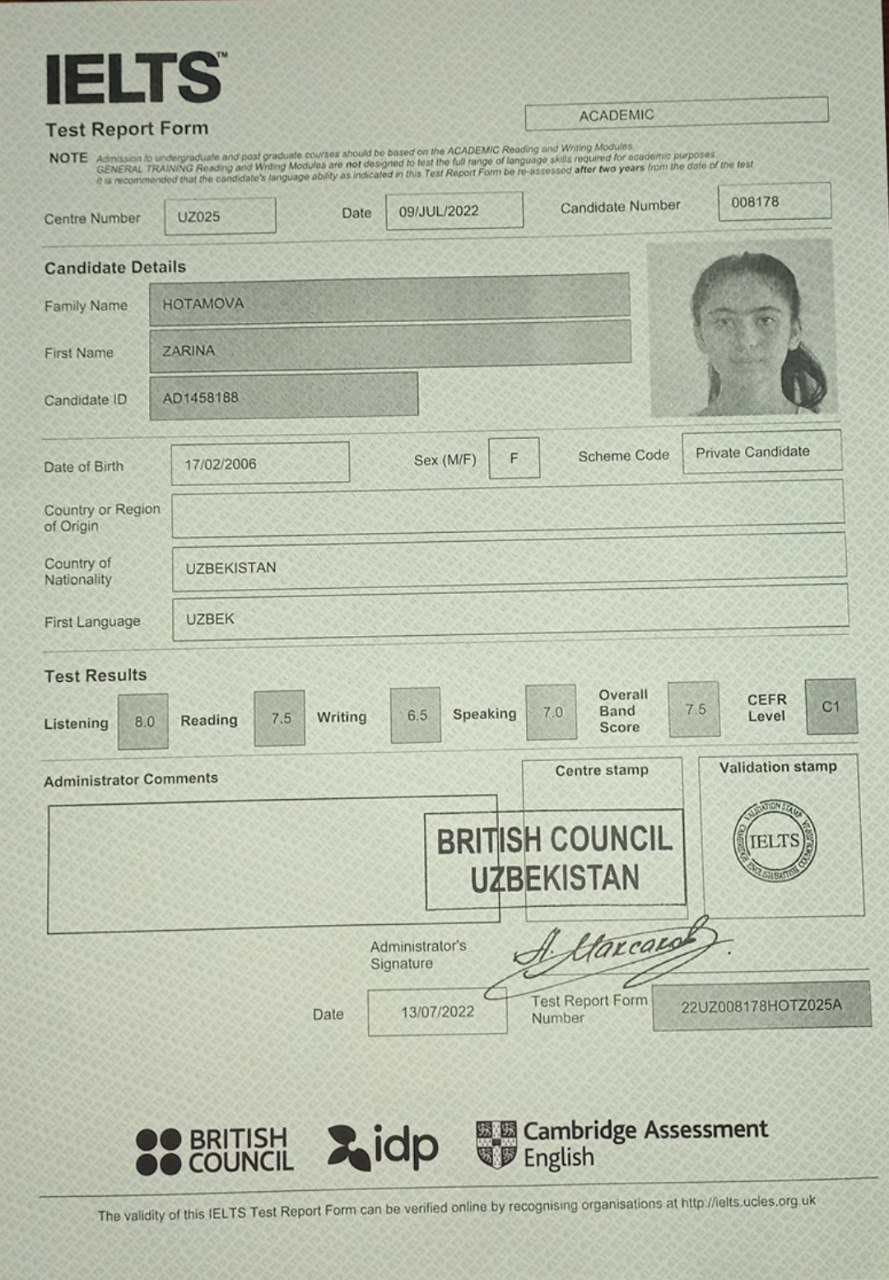 IELTS™
Test Report Form
ACADEMIC
NOTE Admission to undergraduate and post graduate courses should be based on the ACADEMIC Reading and Writing Modules.
GENERAL TRAINING Reading and Writing Modules are not designed to test the full range of language skills required for academic purposes.
It is recommended that the candidate's language ability as indicated in this Test Report Form be re-assessed after two years from the date of the test.
Centre Number UZ025 Date 09/JUL/2022 Candidate Number 008178
Candidate Details
Family Name HOTAMOVA
First Name ZARINA
Candidate ID AD1458188
Date of Birth 17/02/2006 Sex (M/F) F Scheme Code Private Candidate
Country or Region
of Origin
Country of
Nationality UZBEKISTAN
First Language UZBEK
Test Results
Listening 8.0 Reading 7.5 Writing 6.5 Speaking 7.0 Overall Band Score 7.5 CEFR Level C1
Administrator Comments
Centre stamp
Validation stamp
BRITISH COUNCIL
UZBEKISTAN
IELTS
Administrator's
Signature
Date 13/07/2022
Test Report Form
Number 22UZ008178HOTZ025A
BRITISH
COUNCIL
idp
Cambridge Assessment
English
The validity of this IELTS Test Report Form can be verified online by recognising organisations at http://ielts.ucles.org.uk